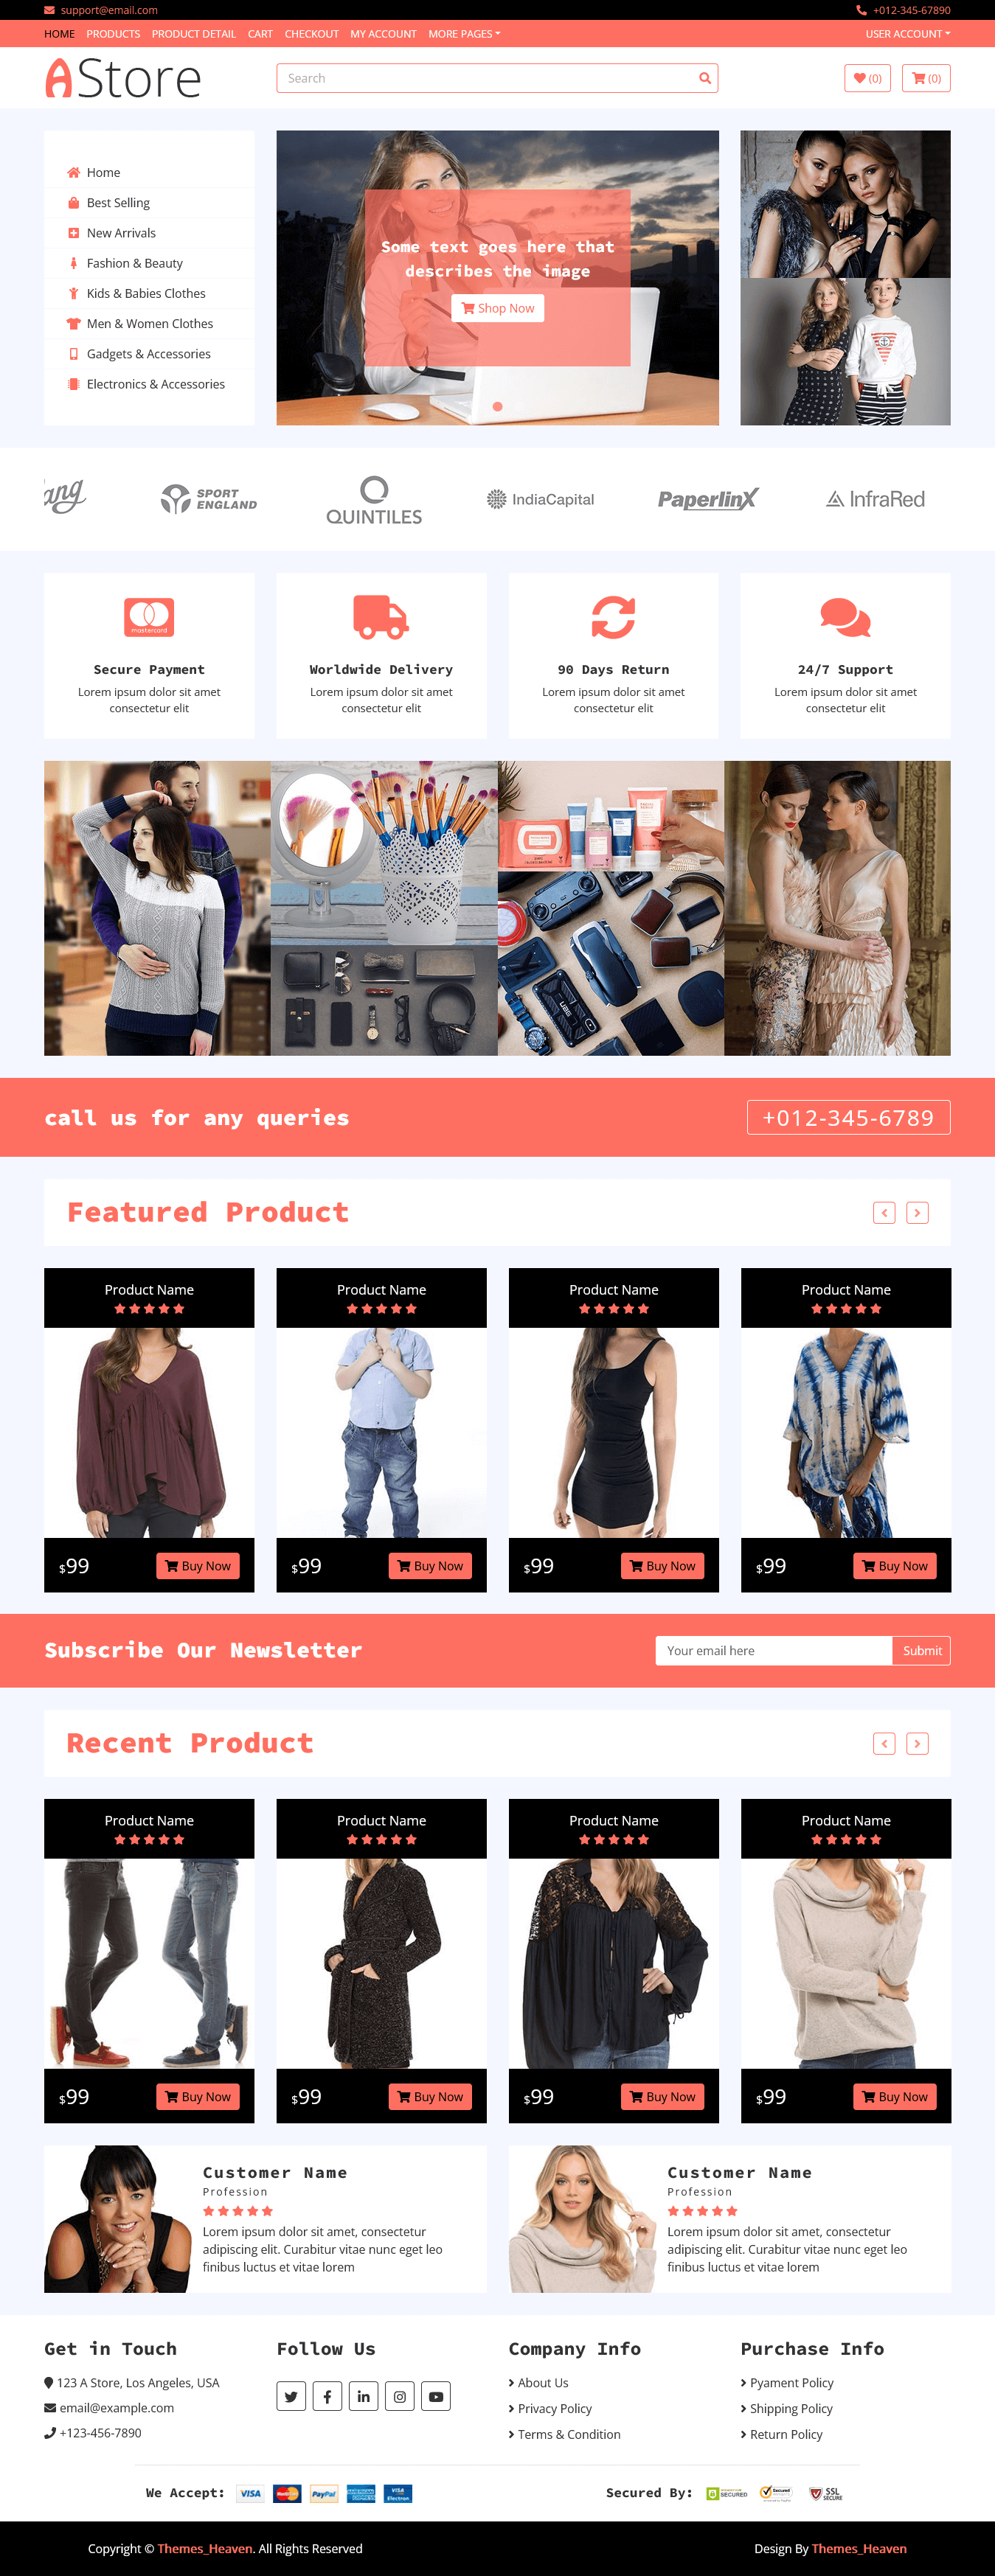 support@email.com
+012-345-67890
HOME PRODUCTS PRODUCT DETAIL CART CHECKOUT MY ACCOUNT MORE PAGES
USER ACCOUNT
AStore
Search
(0)
(0)
Home
Best Selling
New Arrivals
Fashion & Beauty
Kids & Babies Clothes
Men & Women Clothes
Gadgets & Accessories
Electronics & Accessories
Some text goes here that
describes the image
Shop Now
ang
SPORT
ENGLAND
QUINTILES
IndiaCapital
PaperlinX
InfraRed
mastercard
Secure Payment
Lorem ipsum dolor sit amet
consectetur elit
Worldwide Delivery
Lorem ipsum dolor sit amet
consectetur elit
90 Days Return
Lorem ipsum dolor sit amet
consectetur elit
24/7 Support
Lorem ipsum dolor sit amet
consectetur elit
call us for any queries
+012-345-6789
Featured Product
Product Name
Product Name
Product Name
Product Name
$99
Buy Now
$99
Buy Now
$99
Buy Now
$99
Buy Now
Subscribe Our Newsletter
Your email here
Submit
Recent Product
Product Name
Product Name
Product Name
Product Name
$99
Buy Now
$99
Buy Now
$99
Buy Now
$99
Buy Now
Customer Name
Profession
Lorem ipsum dolor sit amet, consectetur
adipiscing elit. Curabitur vitae nunc eget leo
finibus luctus et vitae lorem
Customer Name
Profession
Lorem ipsum dolor sit amet, consectetur
adipiscing elit. Curabitur vitae nunc eget leo
finibus luctus et vitae lorem
Get in Touch
123 A Store, Los Angeles, USA
email@example.com
+123-456-7890
Follow Us
Company Info
About Us
Privacy Policy
Terms & Condition
Purchase Info
Pyament Policy
Shipping Policy
Return Policy
We Accept:
VISA
MasterCard
PayPal
VISA
Electron
Secured By:
SECURED
Secured
SSL
SECURE
Copyright © Themes_Heaven. All Rights Reserved
Design By Themes_Heaven